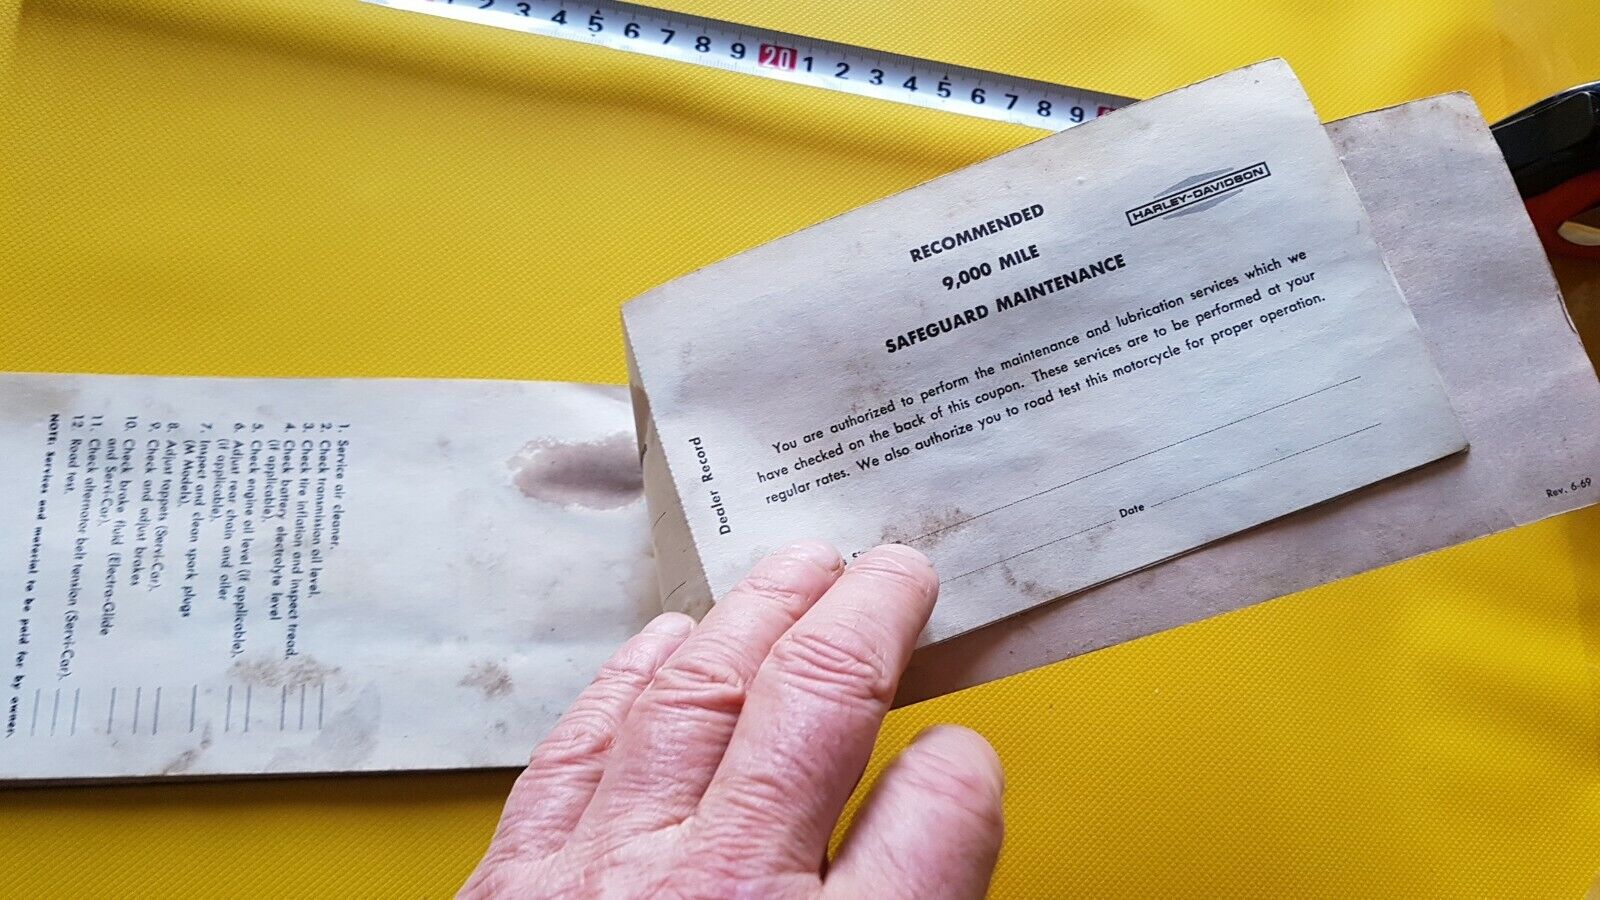 2 3 4 5 6 7 8 9 20 1 2 3 4 5 6 7 8 9
HARLEY-DAVIDSON
RECOMMENDED
9,000 MILE
SAFEGUARD MAINTENANCE
You are authorized to perform the maintenance and lubrication services which we
have checked on the back of this coupon. These services are to be performed at your
regular rates. We also authorize you to road test this motorcycle for proper operation.
Date
Dealer Record
Rev. 6-69
1. Service air cleaner.
2. Check transmission oil level.
3. Check tire inflation and inspect tread.
4. Check battery electrolyte level
(if applicable).
5. Check engine oil level (if applicable).
6. Adjust rear chain and oiler
(if applicable).
7. Inspect and clean spark plugs
(M Models).
8. Adjust tappets (Servi-Car).
9. Check and adjust brakes
10. Check brake fluid (Electra-Glide
and Servi-Car).
11. Check alternator belt tension (Servi-Car).
12. Road test.
NOTE: Services and material to be paid for by owner.